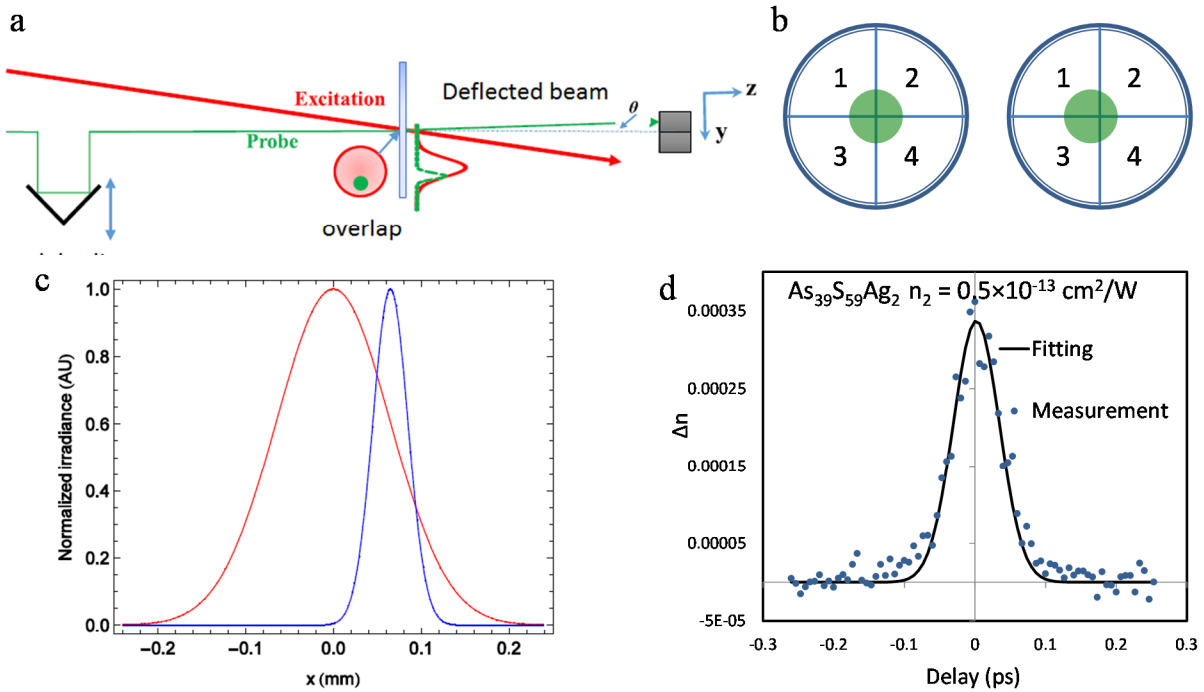 a
Excitation
Probe
Deflected beam
θ
z
y
overlap
b
1 2
3 4
1 2
3 4
c
1.0
0.8
0.6
0.4
0.2
0.0
Normalized irradiance (AU)
−0.2 −0.1 0.0 0.1 0.2
x (mm)
d
As₃₉S₅₉Ag₂ n₂ = 0.5×10⁻¹³ cm²/W
Fitting
Measurement
0.00035
0.00025
0.00015
0.00005
-5E-05
Δn
-0.3 -0.2 -0.1 0 0.1 0.2 0.3
Delay (ps)